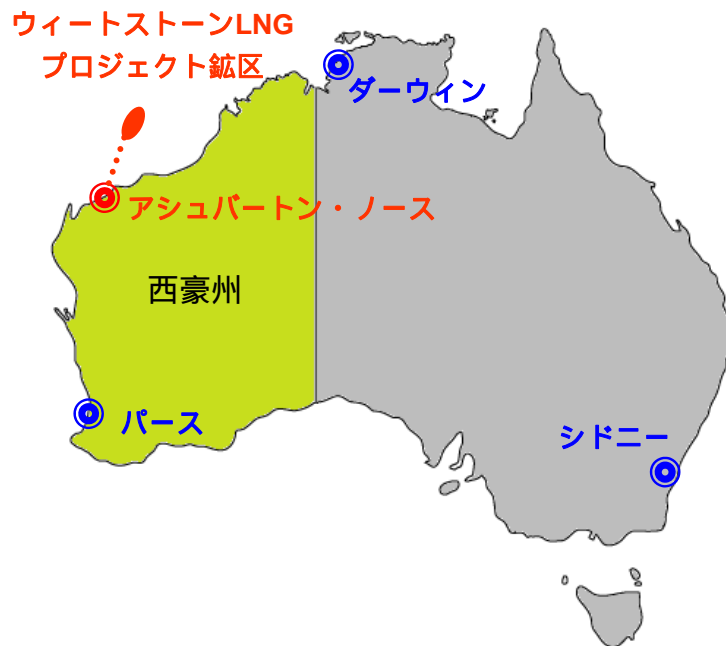 ウィートストーンLNG
プロジェクト鉱区
ダーウィン
アシュバートン・ノース
西豪州
パース
シドニー